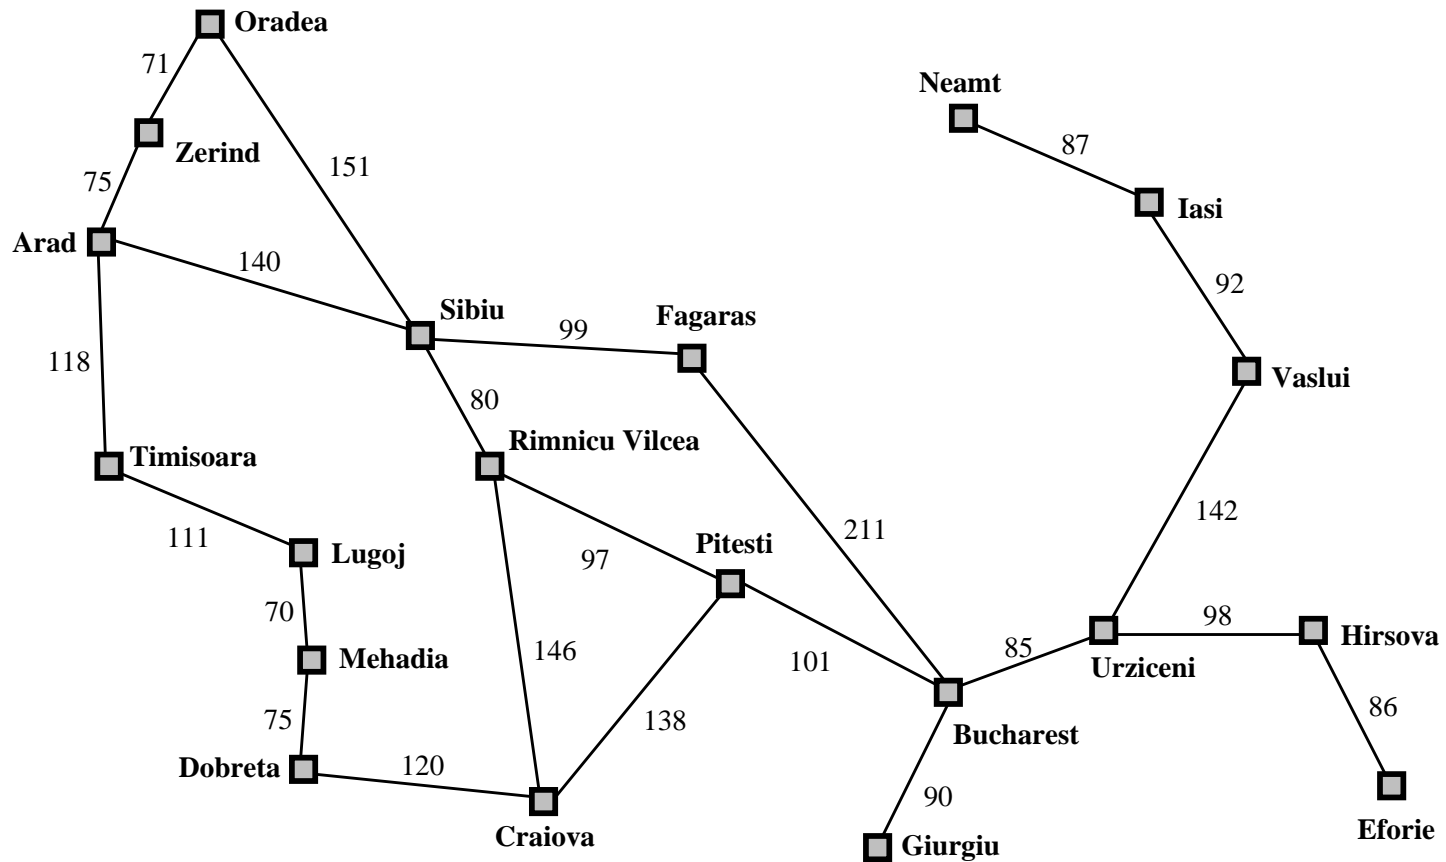 Oradea
71
Neamt
87
Zerind
151
75
Iasi
Arad
140
92
Sibiu
Fagaras
99
118
Vaslui
80
Rimnicu Vilcea
Timisoara
142
111
211
Pitesti
Lugoj
97
70
98
Hirsova
Mehadia
146
85
101
Urziceni
75
138
86
Bucharest
Dobreta
120
90
Craiova
Giurgiu
Eforie